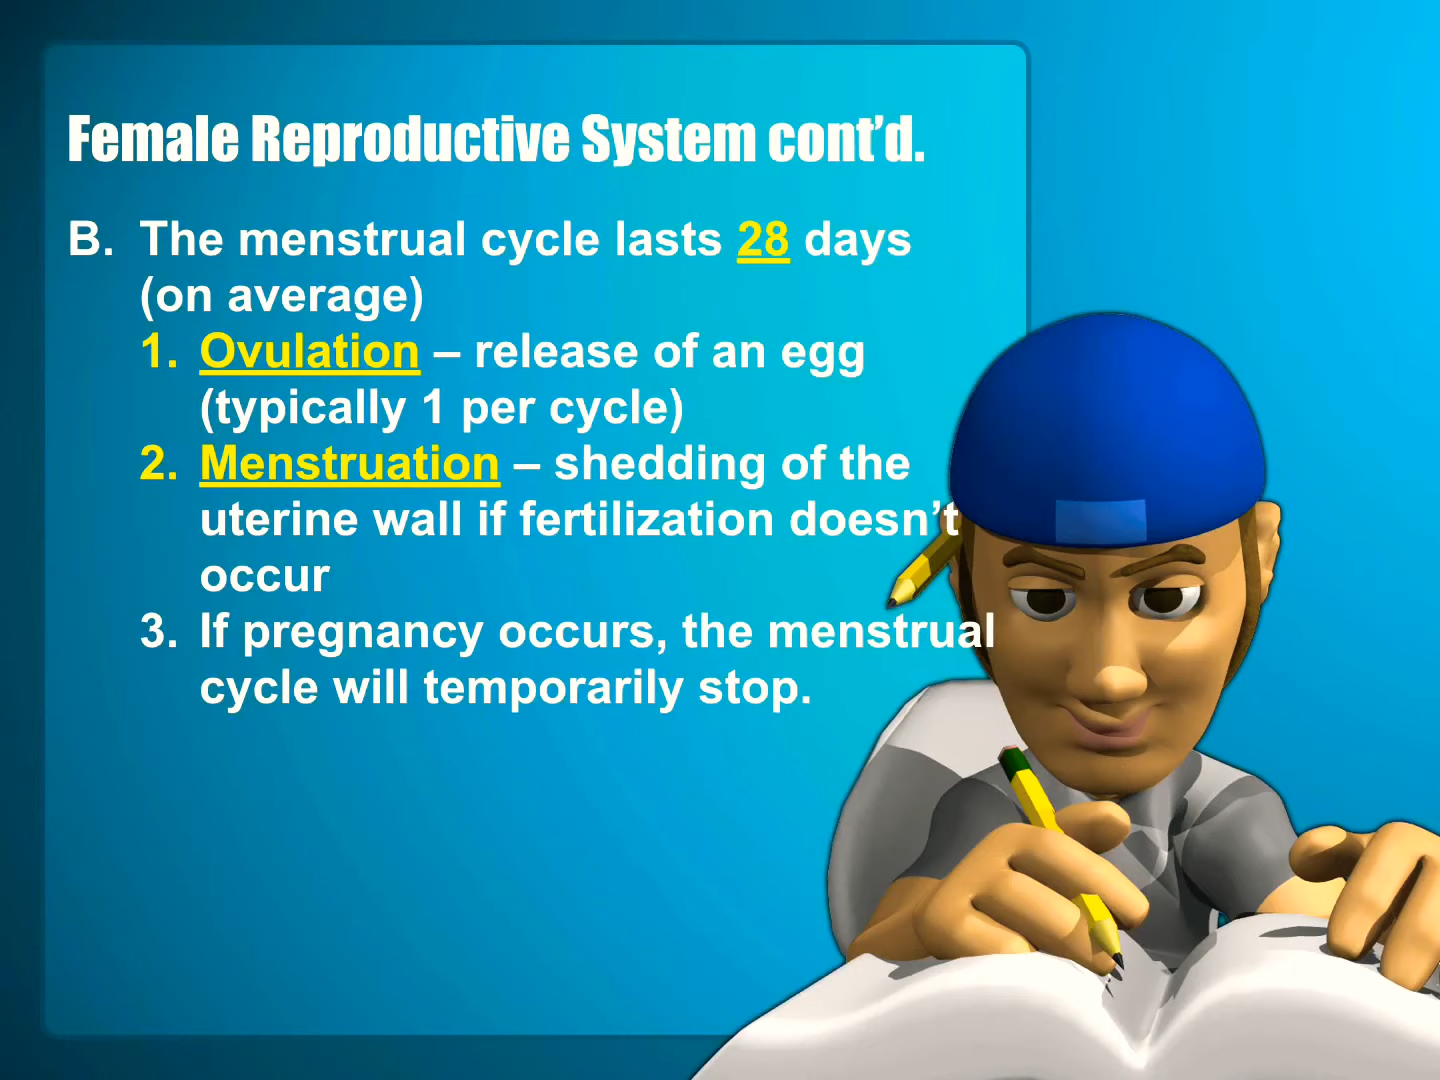 Female Reproductive System cont’d.
B. The menstrual cycle lasts 28 days
(on average)
1. Ovulation – release of an egg
(typically 1 per cycle)
2. Menstruation – shedding of the
uterine wall if fertilization doesn’t
occur
3. If pregnancy occurs, the menstrual
cycle will temporarily stop.